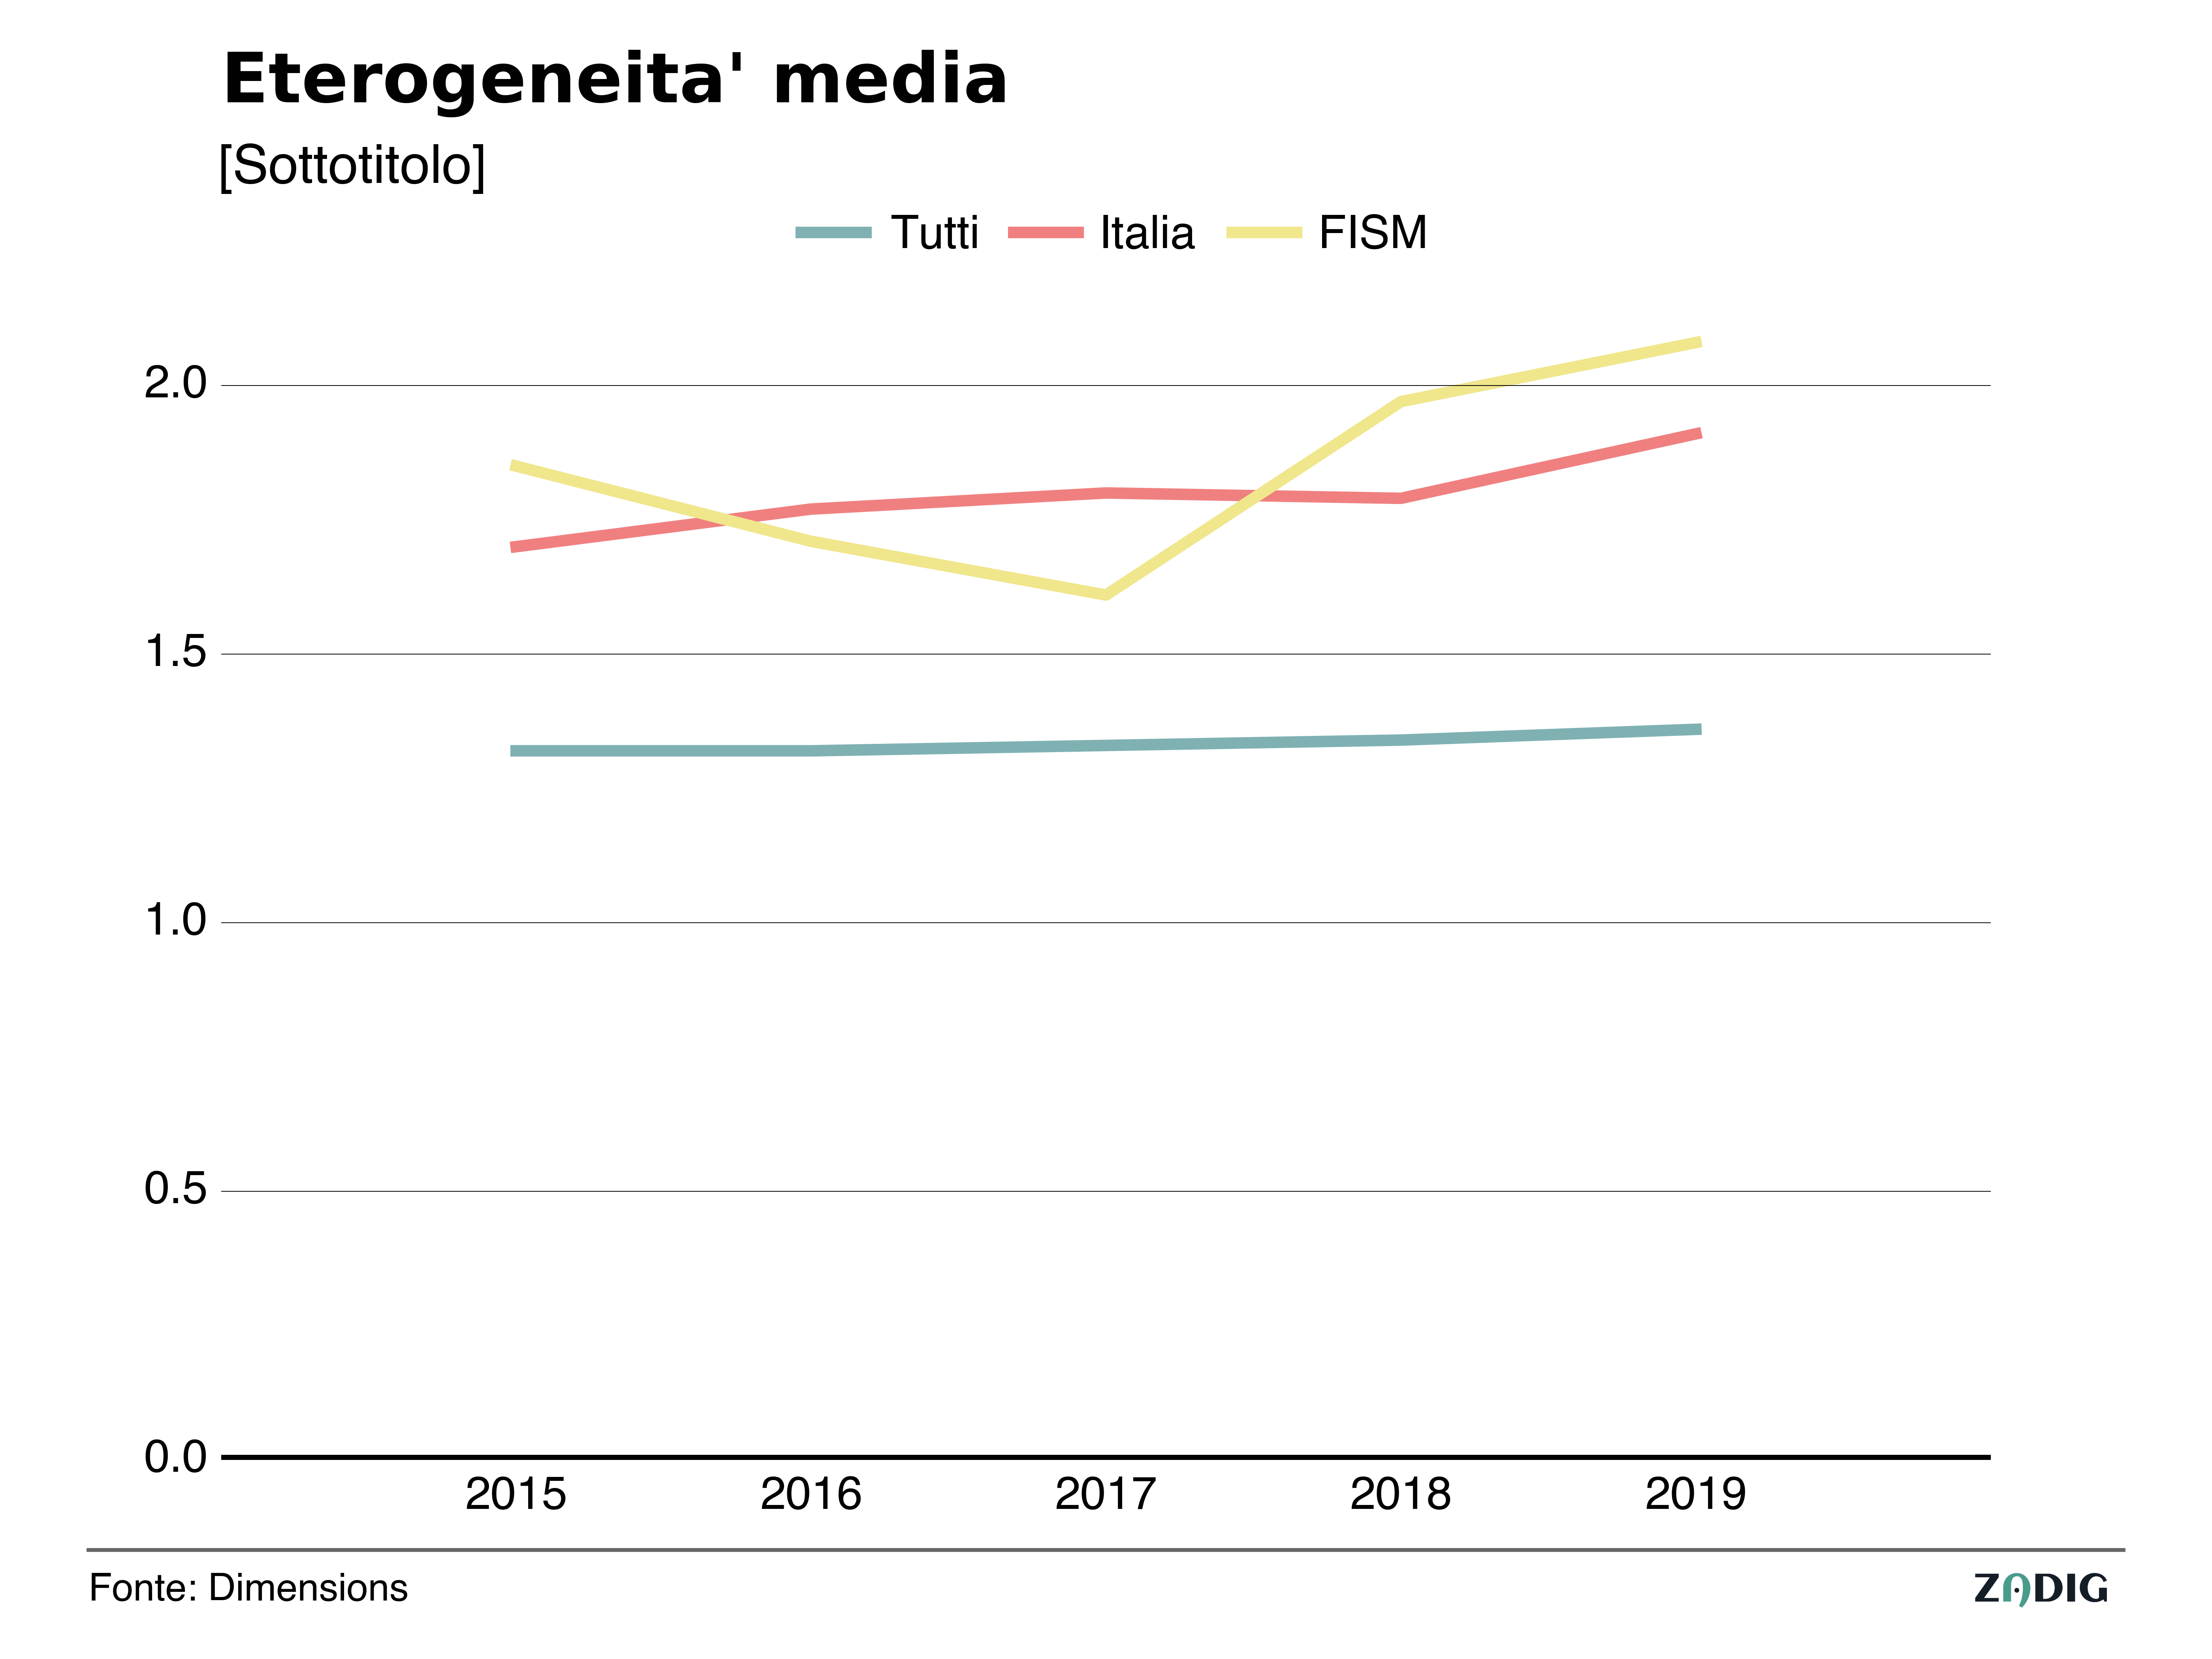 Eterogeneita' media
[Sottotitolo]
Tutti Italia FISM
2.0
1.5
1.0
0.5
0.0
2015 2016 2017 2018 2019
Fonte: Dimensions
ZADIG